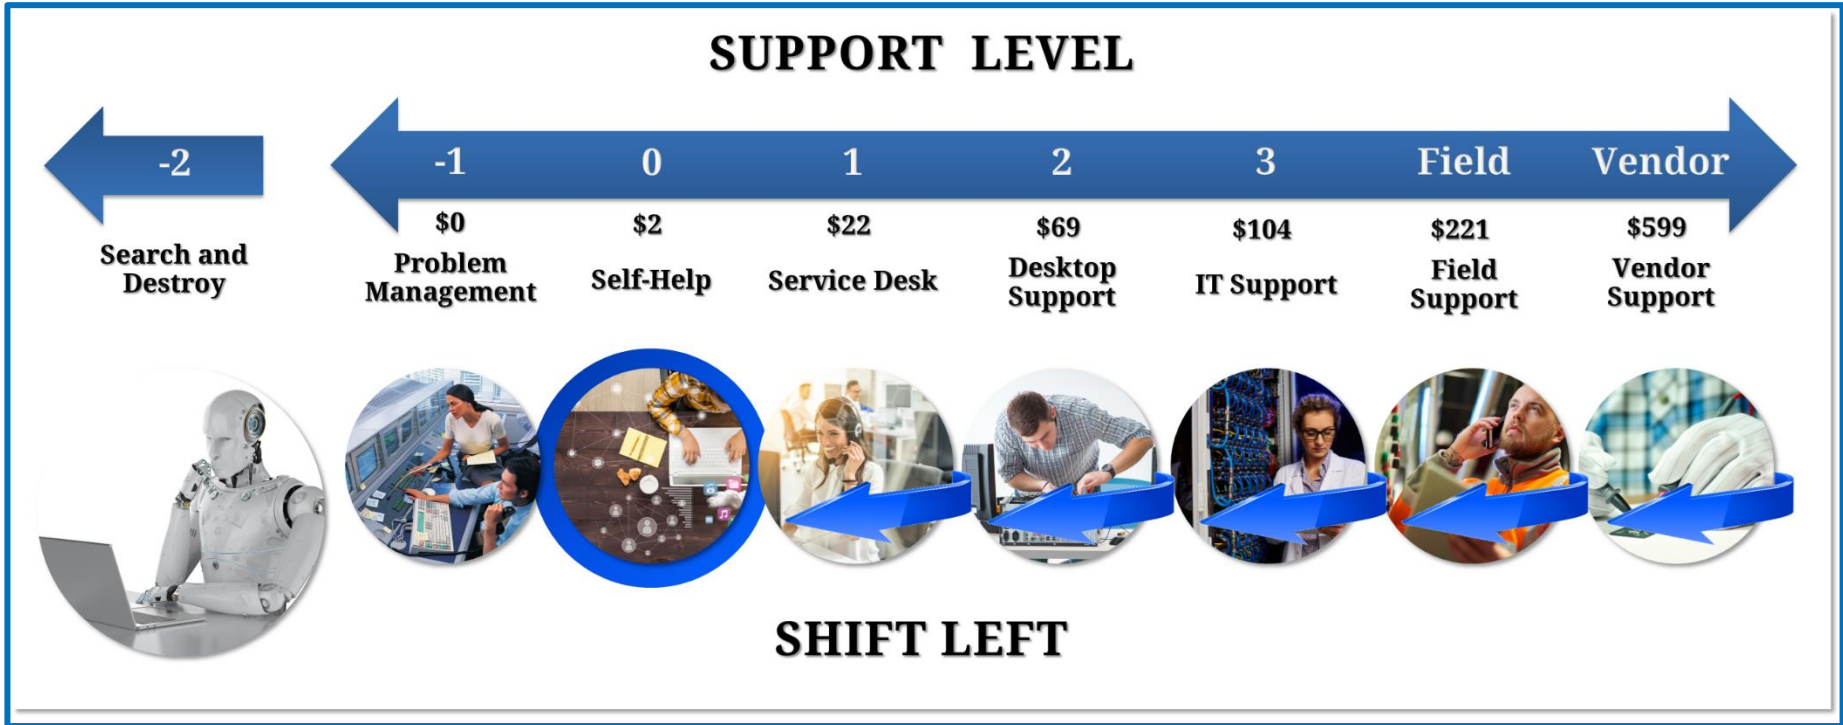 SUPPORT LEVEL
-2
-1
0
1
2
3
Field
Vendor
$0
$2
$22
$69
$104
$221
$599
Search and
Destroy
Problem
Management
Self-Help
Service Desk
Desktop
Support
IT Support
Field
Support
Vendor
Support
SHIFT LEFT